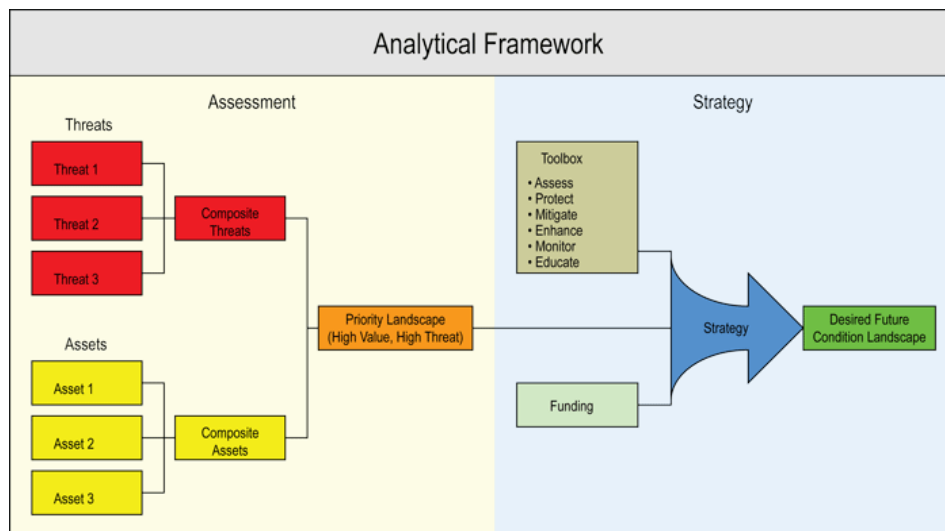 Analytical Framework
Assessment
Threats
Threat 1
Threat 2
Threat 3
Composite
Threats
Assets
Asset 1
Asset 2
Asset 3
Composite
Assets
Priority Landscape
(High Value, High Threat)
Strategy
Toolbox
• Assess
• Protect
• Mitigate
• Enhance
• Monitor
• Educate
Funding
Strategy
Desired Future
Condition Landscape